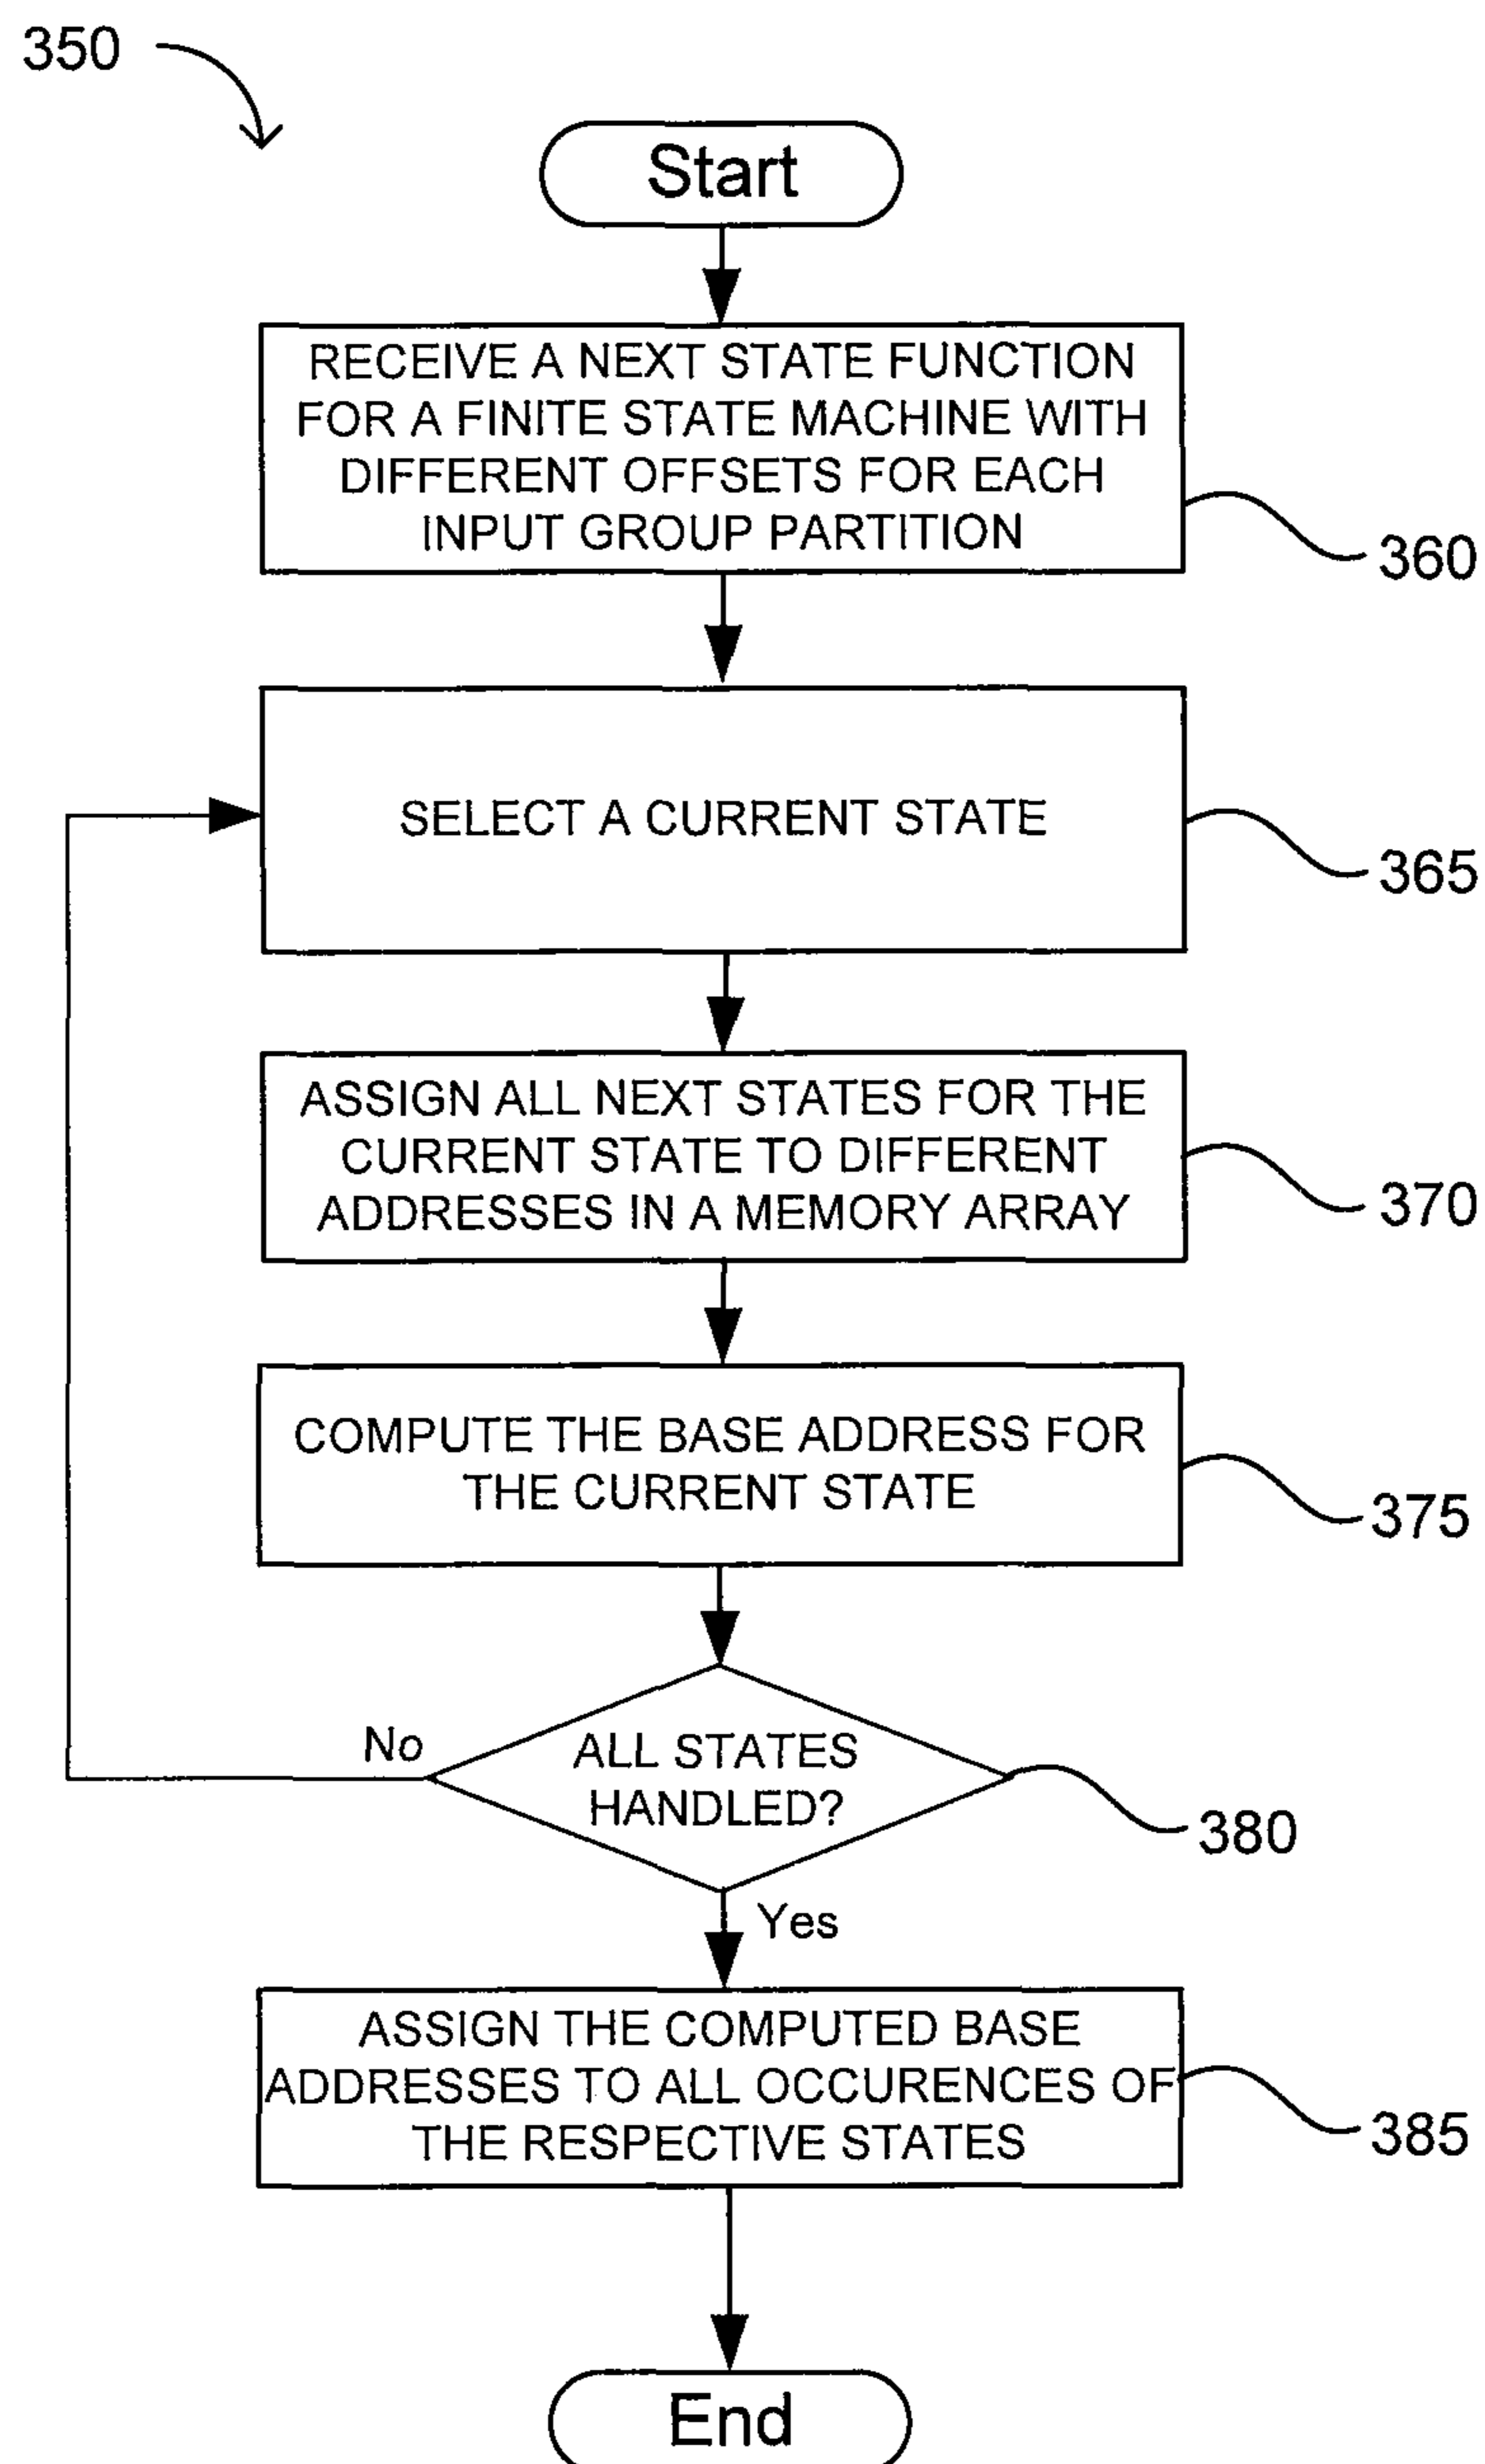 350
Start
RECEIVE A NEXT STATE FUNCTION
FOR A FINITE STATE MACHINE WITH
DIFFERENT OFFSETS FOR EACH
INPUT GROUP PARTITION
360
SELECT A CURRENT STATE
365
ASSIGN ALL NEXT STATES FOR THE
CURRENT STATE TO DIFFERENT
ADDRESSES IN A MEMORY ARRAY
370
COMPUTE THE BASE ADDRESS FOR
THE CURRENT STATE
375
No
ALL STATES
HANDLED?
380
Yes
ASSIGN THE COMPUTED BASE
ADDRESSES TO ALL OCCURENCES OF
THE RESPECTIVE STATES
385
End